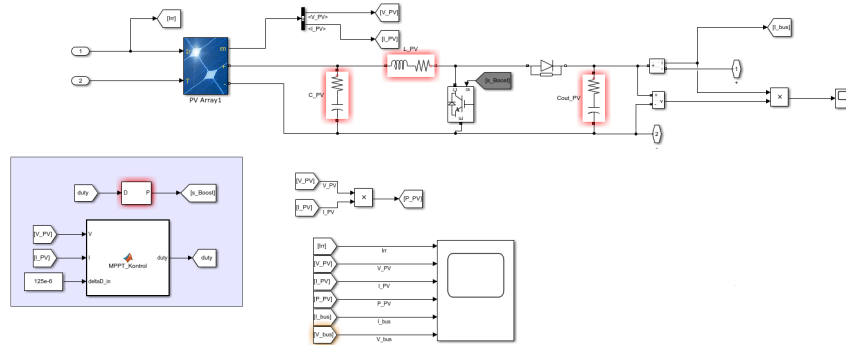 [Irr]
<V_PV>
[V_PV]
<I_PV>
[I_PV]
[I_bus]
1
Ir
m
+
2
T
-
PV Array1
L_PV
C_PV
[s_Boost]
g
C
E
Cout_PV
+
-
i
1
+
+
-
v
×
2
-
duty
D
P
[s_Boost]
[V_PV]
V
[I_PV]
I
MPPT_Kontrol
duty
duty
125e-6
deltaD_in
[V_PV]
V_PV
[I_PV]
I_PV
×
[P_PV]
[Irr]
Irr
[V_PV]
V_PV
[I_PV]
I_PV
[P_PV]
P_PV
[I_bus]
I_bus
[V_bus]
V_bus